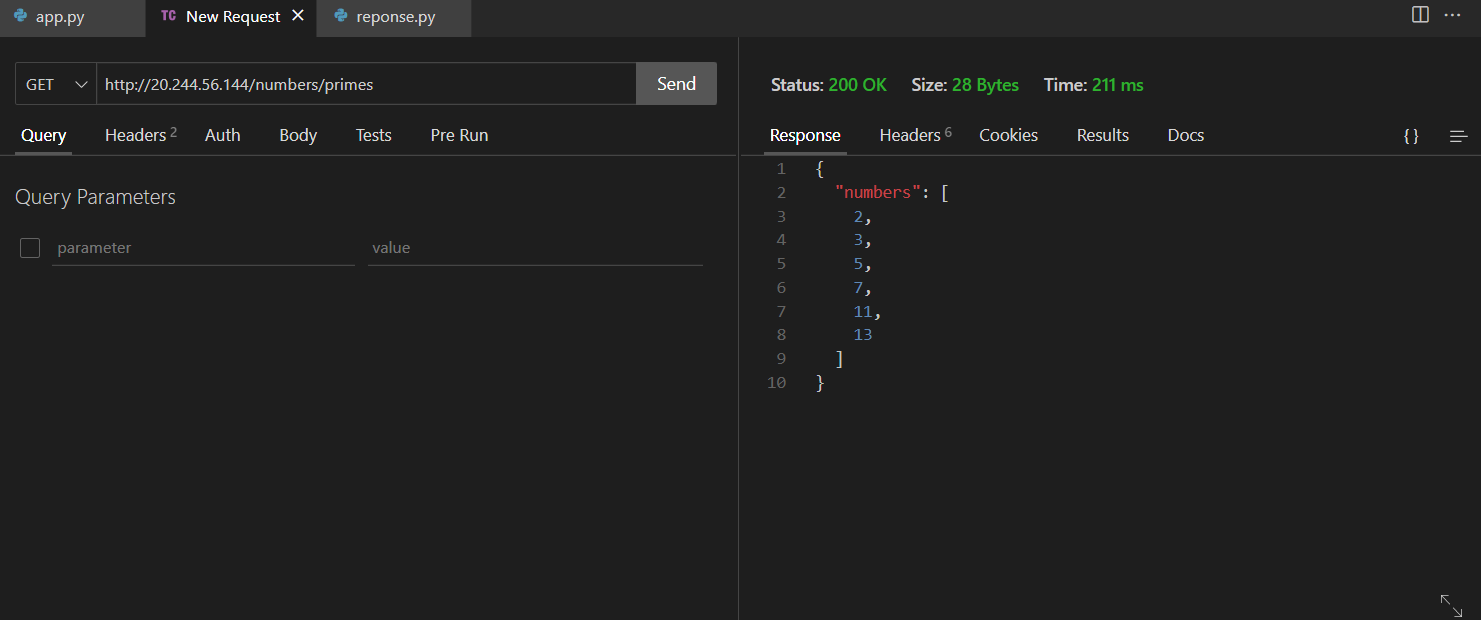 app.py
TC New Request
reponse.py
GET http://20.244.56.144/numbers/primes Send
Query Headers 2 Auth Body Tests Pre Run
Query Parameters
parameter value
Status: 200 OK Size: 28 Bytes Time: 211 ms
Response Headers 6 Cookies Results Docs {}
1 {
2 "numbers": [
3 2,
4 3,
5 5,
6 7,
7 11,
8 13
9 ]
10 }